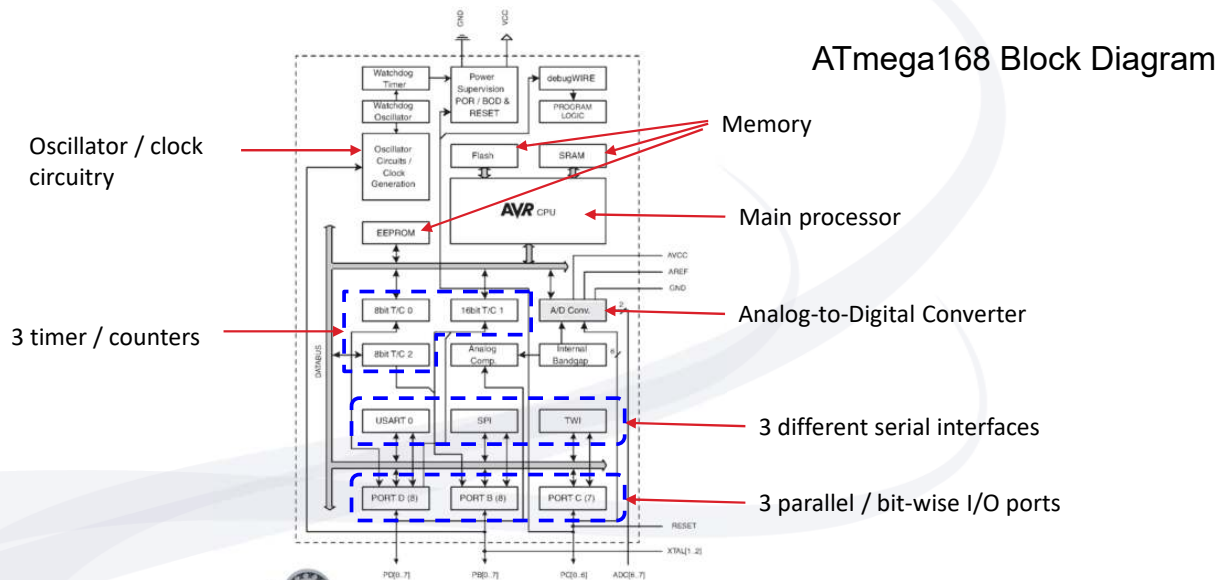 ATmega168 Block Diagram
GND
VCC
Watchdog
Timer
Power
Supervision
POR / BOD &
RESET
debugWIRE
Watchdog
Oscillator
PROGRAM
LOGIC
Memory
Oscillator / clock
circuitry
Oscillator
Circuits /
Clock
Generation
Flash
SRAM
AVR CPU
Main processor
EEPROM
AVCC
AREF
GND
8bit T/C 0
16bit T/C 1
A/D Conv.
2
Analog-to-Digital Converter
3 timer / counters
DATABUS
8bit T/C 2
Analog
Comp.
Internal
Bandgap
6
USART 0
SPI
TWI
3 different serial interfaces
PORT D (8)
PORT B (8)
PORT C (7)
3 parallel / bit-wise I/O ports
RESET
XTAL[1..2]
PD[0..7]
PB[0..7]
PC[0..6]
ADC[6..7]